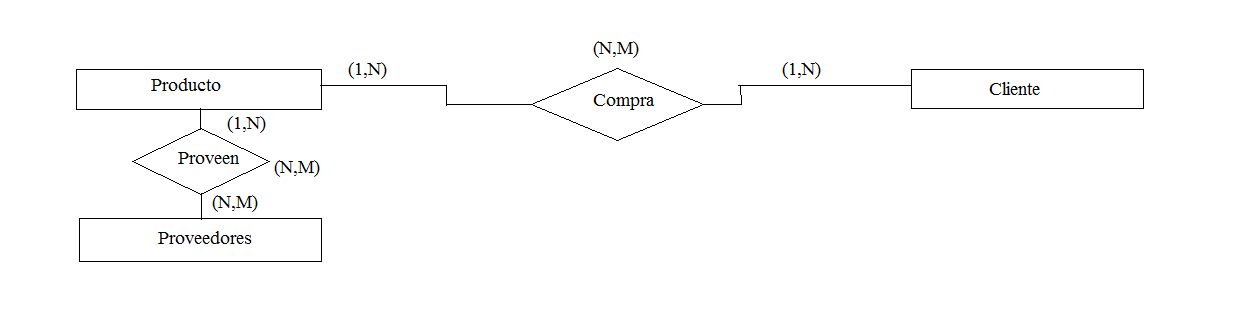 (N,M)
(1,N)
(1,N)
Producto
Compra
Cliente
(1,N)
Proveen
(N,M)
(N,M)
Proveedores